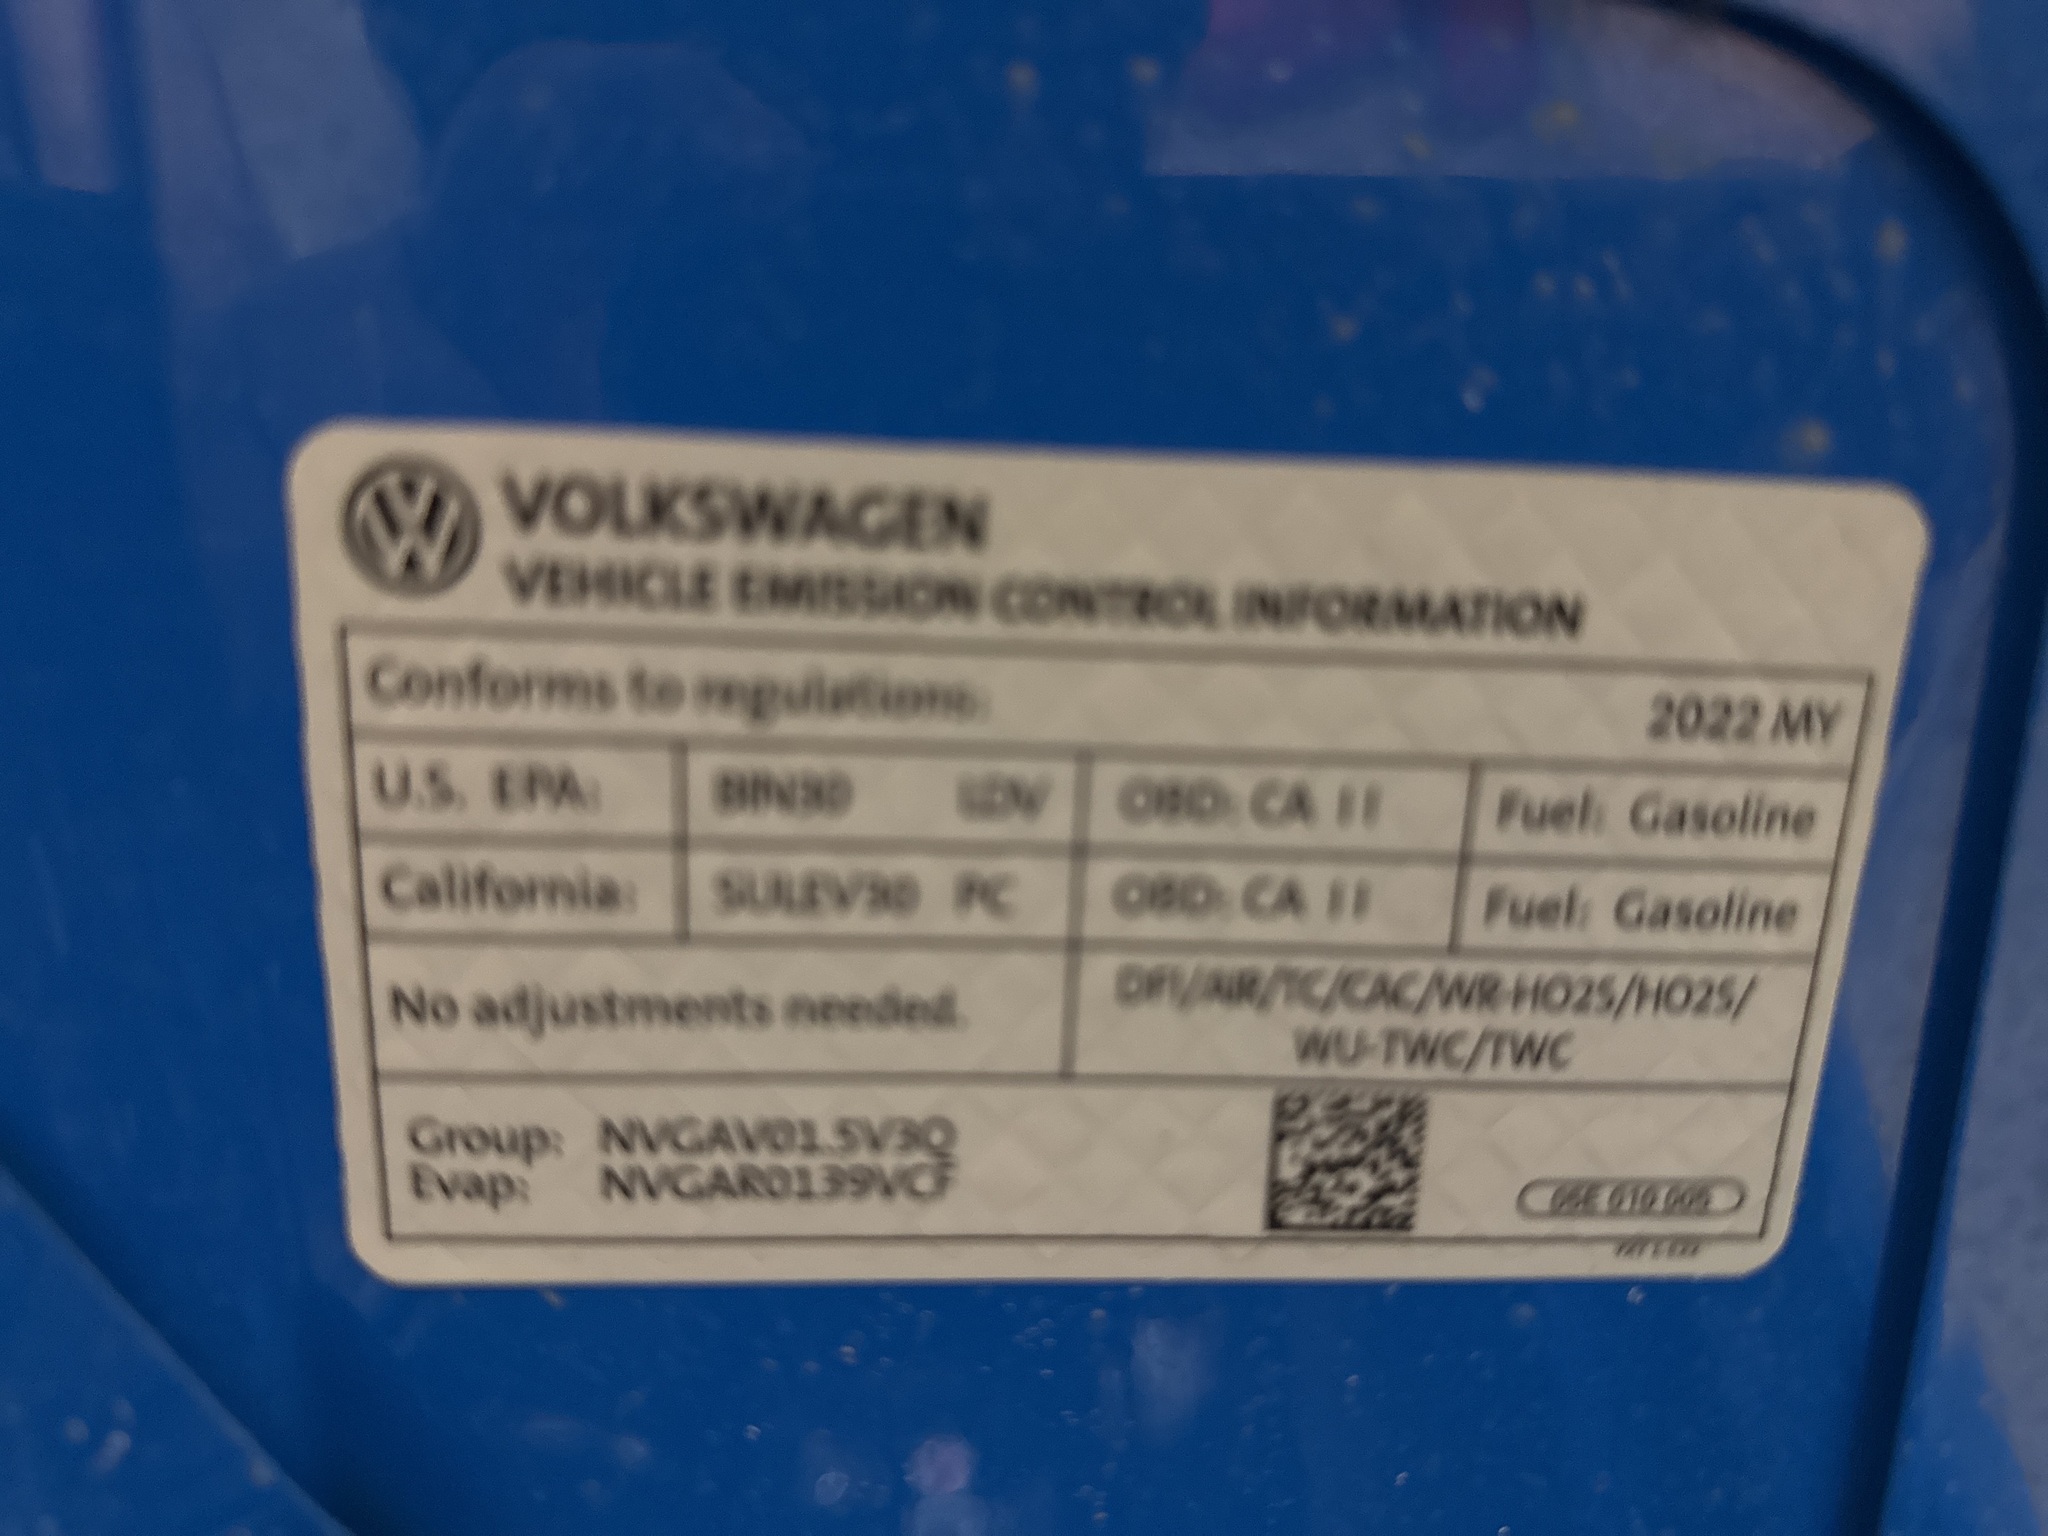 VOLKSWAGEN
VEHICLE EMISSION CONTROL INFORMATION
Conforms to regulations: 2022 MY
U.S. EPA: BIN30 LDV OBD: CA II Fuel: Gasoline
California: SULEV30 PC OBD: CA II Fuel: Gasoline
No adjustments needed. DFI/AIR/TC/CAC/WR-HO2S/HO2S/
WU-TWC/TWC
Group: NVGAV01.5V3Q
Evap: NVGAR0139VCF